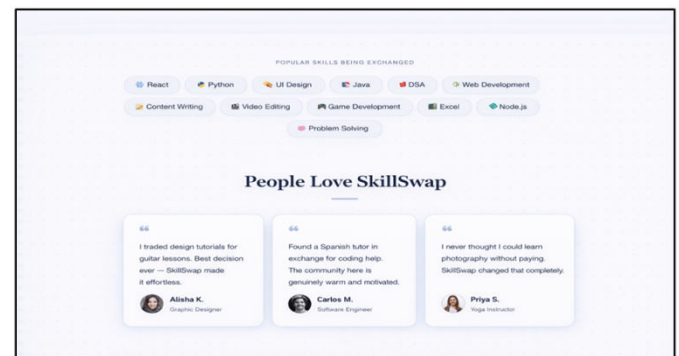 POPULAR SKILLS BEING EXCHANGED
React Python UI Design Java DSA Web Development
Content Writing Video Editing Game Development Excel Node.js
Problem Solving
People Love SkillSwap
I traded design tutorials for
guitar lessons. Best decision
ever — SkillSwap made
it effortless.
Alisha K.
Graphic Designer
Found a Spanish tutor in
exchange for coding help.
The community here is
genuinely warm and motivated.
Carlos M.
Software Engineer
I never thought I could learn
photography without paying.
SkillSwap changed that completely.
Priya S.
Yoga Instructor